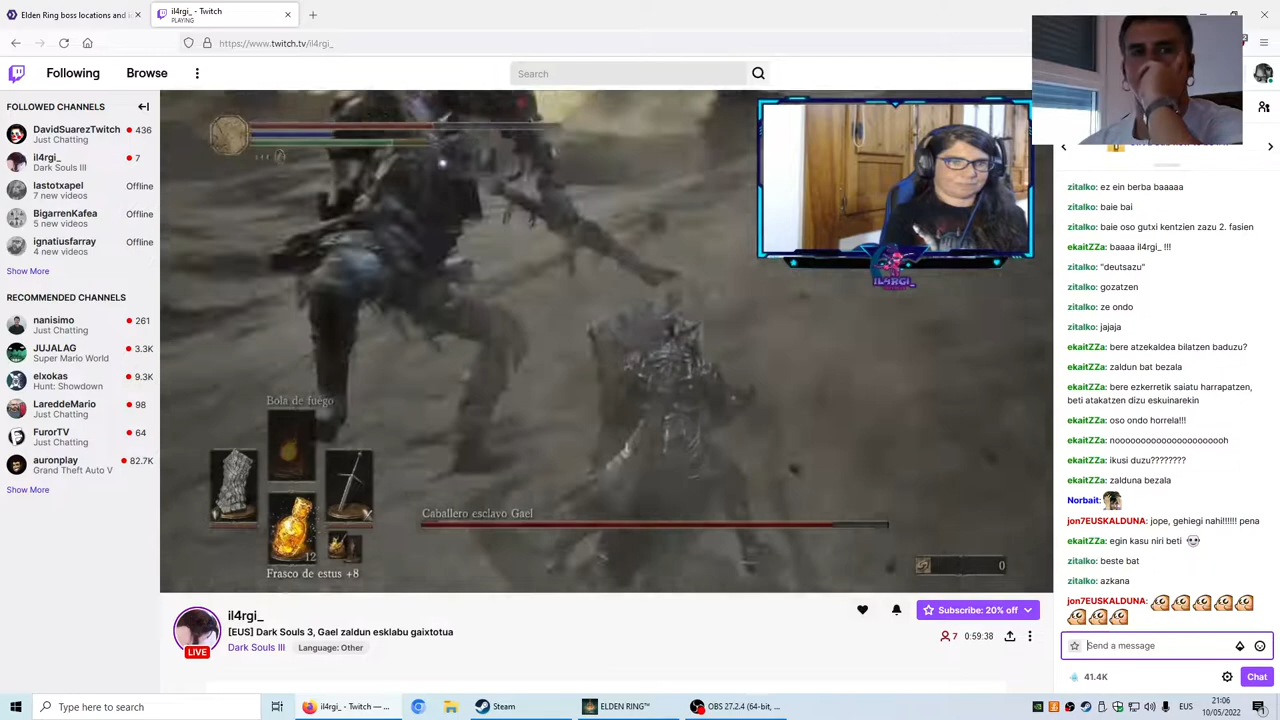 Elden Ring boss locations and i
il4rgi_ - Twitch
PLAYING
https://www.twitch.tv/il4rgi_
Following
Browse
Search
FOLLOWED CHANNELS
DavidSuarezTwitch
436
Just Chatting
il4rgi_
7
Dark Souls III
lastotxapel
Offline
7 new videos
BigarrenKafea
Offline
5 new videos
ignatiusfarray
Offline
4 new videos
Show More
RECOMMENDED CHANNELS
nanisimo
261
Just Chatting
JUJALAG
3.3K
Super Mario World
elxokas
9.3K
Hunt: Showdown
LareddeMario
98
Just Chatting
FurorTV
64
Just Chatting
auronplay
82.7K
Grand Theft Auto V
Show More
IL4RGI_
Bola de fuego
12
Frasco de estus +8
Caballero esclavo Gael
0
il4rgi_
LIVE
[EUS] Dark Souls 3, Gael zaldun esklabu gaixtotua
Dark Souls III
Language: Other
Subscribe: 20% off
7
0:59:38
zitalko: ez ein berba baaaaa
zitalko: baie bai
zitalko: baie oso gutxi kentzien zazu 2. fasien
ekaitZZa: baaaa il4rgi_ !!!
zitalko: "deutsazu"
zitalko: gozatzen
zitalko: ze ondo
zitalko: jajaja
ekaitZZa: bere atzekaldea bilatzen baduzu?
ekaitZZa: zaldun bat bezala
ekaitZZa: bere ezkerretik saiatu harrapatzen,
beti atakatzen dizu eskuinarekin
ekaitZZa: oso ondo horrela!!!
ekaitZZa: nooooooooooooooooooooh
ekaitZZa: ikusi duzu????????
ekaitZZa: zalduna bezala
Norbait:
jon7EUSKALDUNA: jope, gehiegi nahi!!!!!! pena
ekaitZZa: egin kasu niri beti
zitalko: beste bat
zitalko: azkana
jon7EUSKALDUNA:
Send a message
41.4K
Chat
Type here to search
il4rgi_ - Twitch — ...
Steam
ELDEN RING™
OBS 27.2.4 (64-bit, ...
EUS
21:06
10/05/2022